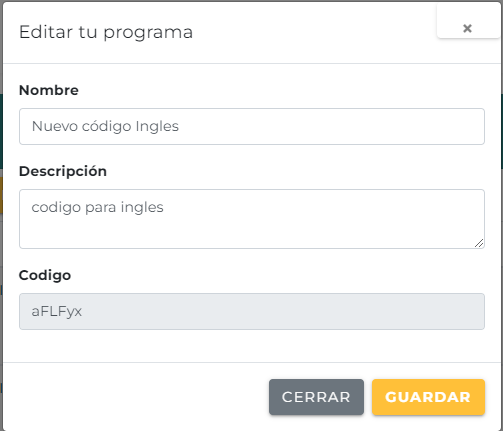 Editar tu programa
×
Nombre
Nuevo código Ingles
Descripción
codigo para ingles
Codigo
aFLFyx
CERRAR
GUARDAR